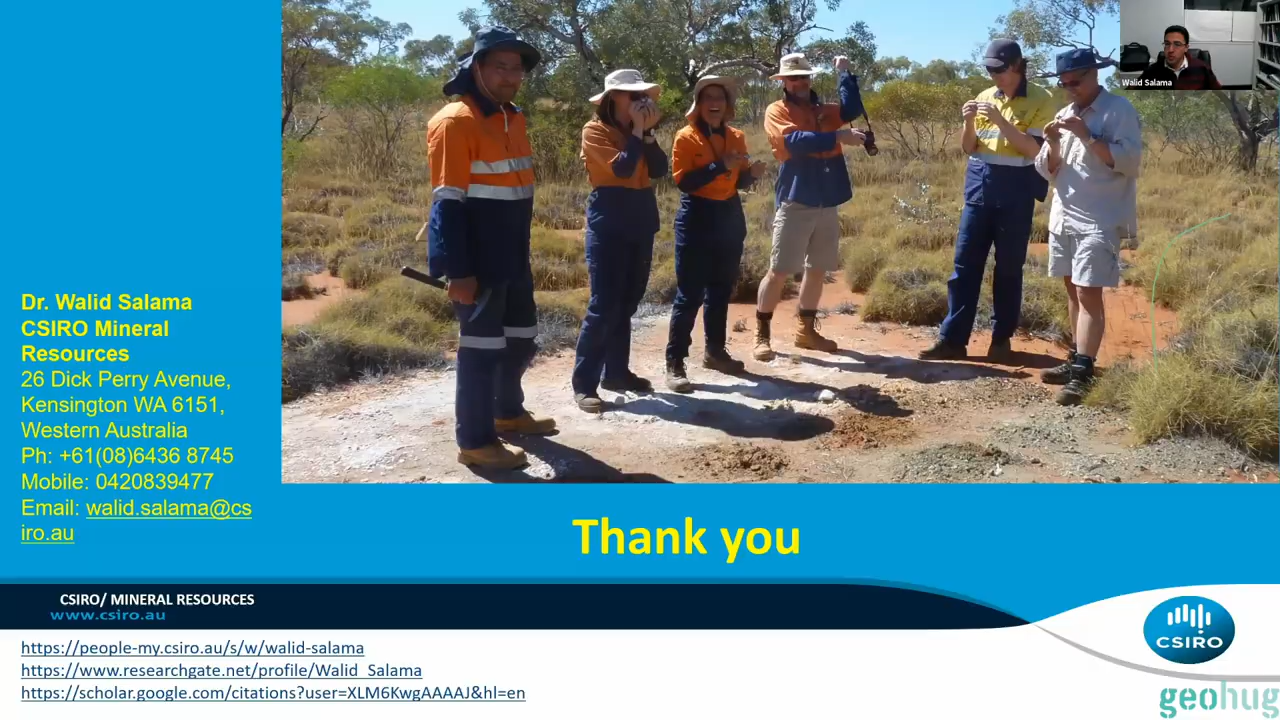 Walid Salama
Dr. Walid Salama
CSIRO Mineral
Resources
26 Dick Perry Avenue,
Kensington WA 6151,
Western Australia
Ph: +61(08)6436 8745
Mobile: 0420839477
Email: walid.salama@cs
iro.au
Thank you
CSIRO/ MINERAL RESOURCES
www.csiro.au
https://people-my.csiro.au/s/w/walid-salama
https://www.researchgate.net/profile/Walid_Salama
https://scholar.google.com/citations?user=XLM6KwgAAAAJ&hl=en
CSIRO
geohug